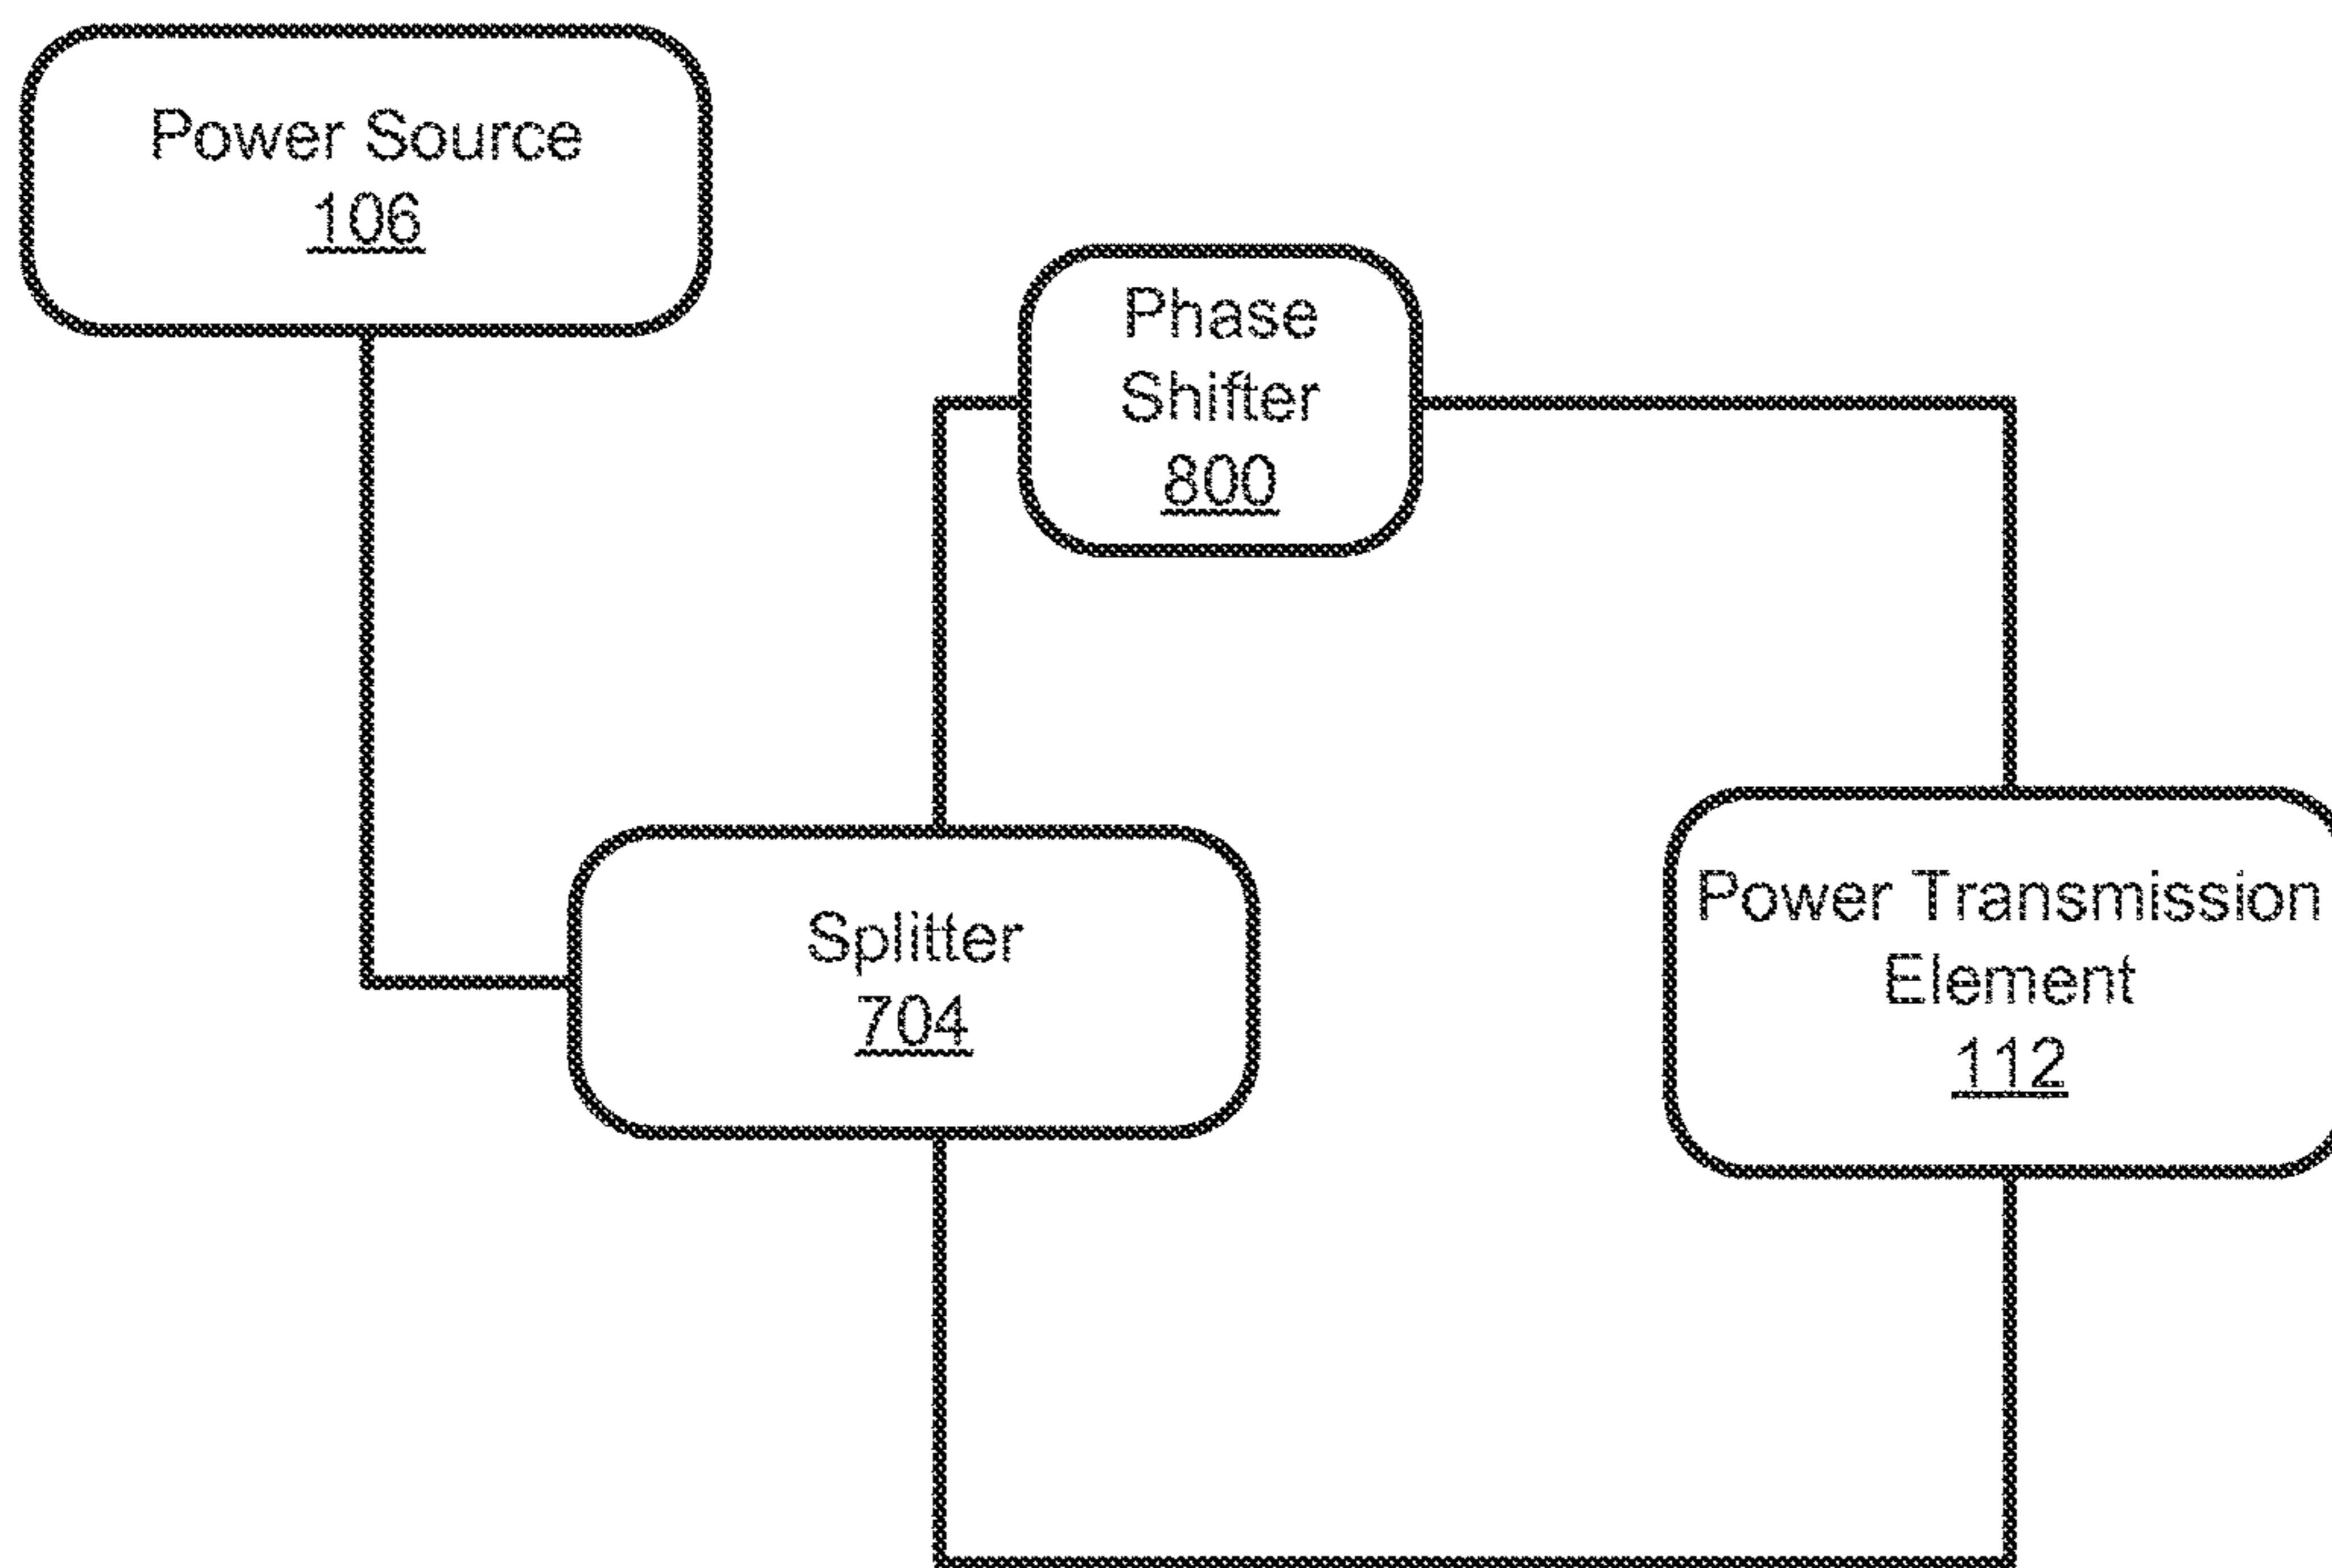 Power Source
106
Phase
Shifter
800
Splitter
704
Power Transmission
Element
112